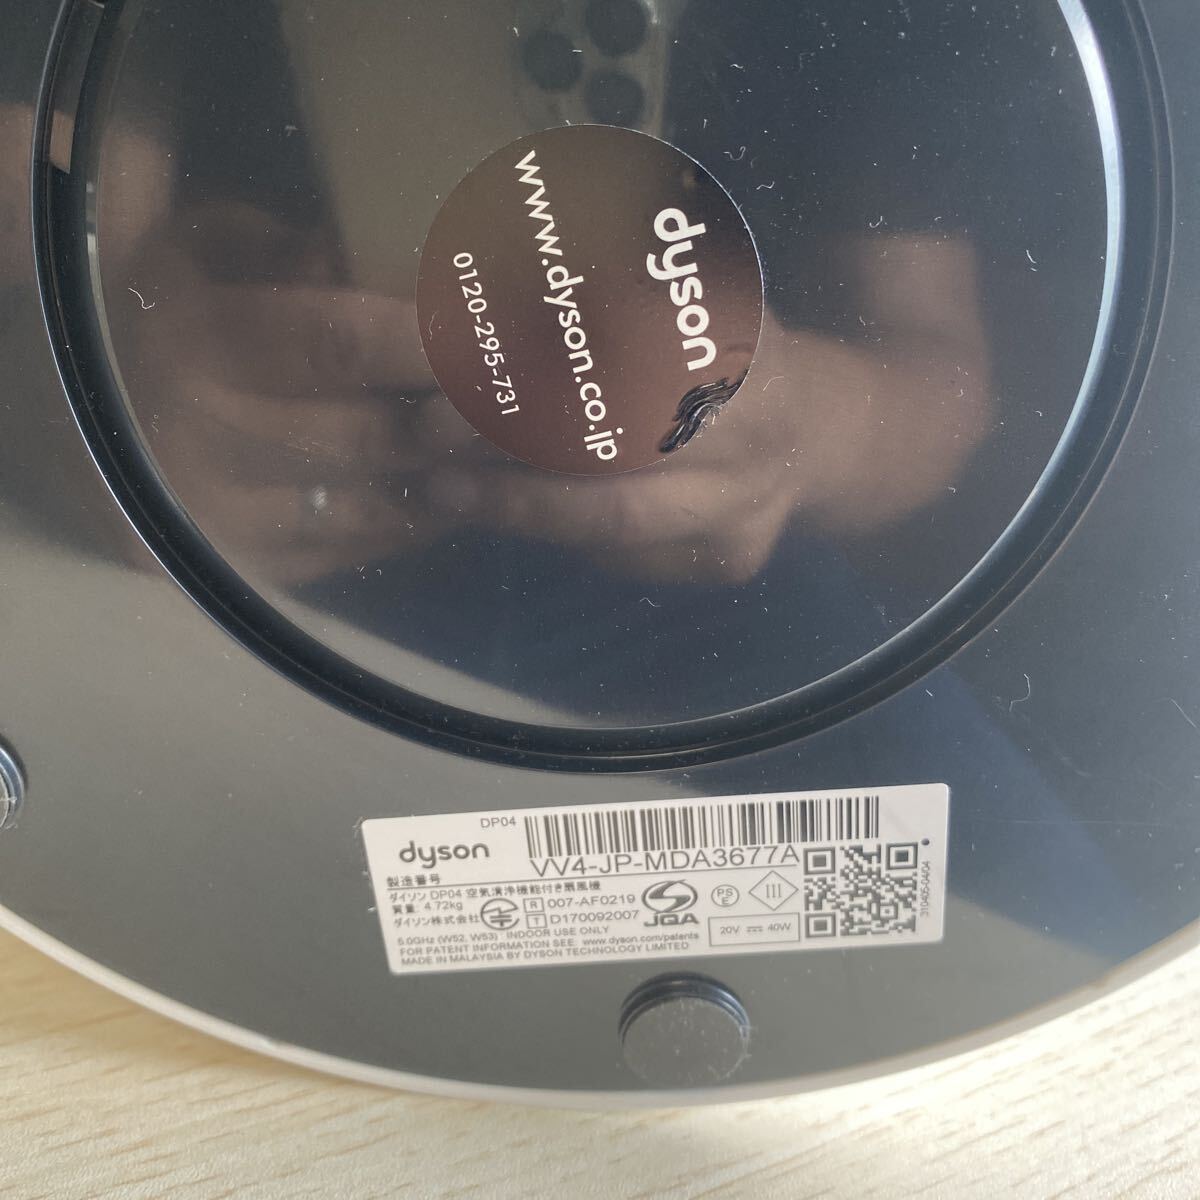 dyson
www.dyson.co.jp
0120-295-731
DP04
dyson
製造番号
VV4-JP-MDA3677A
ダイソン DP04 空気清浄機能付き扇風機
質量: 4.72kg
ダイソン株式会社
R 007-AF0219
T D170092007
JQA
PS
E
III
20V ⎓ 40W
310405-04/04
5.0GHz (W52, W53) : INDOOR USE ONLY
FOR PATENT INFORMATION SEE: www.dyson.com/patents
MADE IN MALAYSIA BY DYSON TECHNOLOGY LIMITED